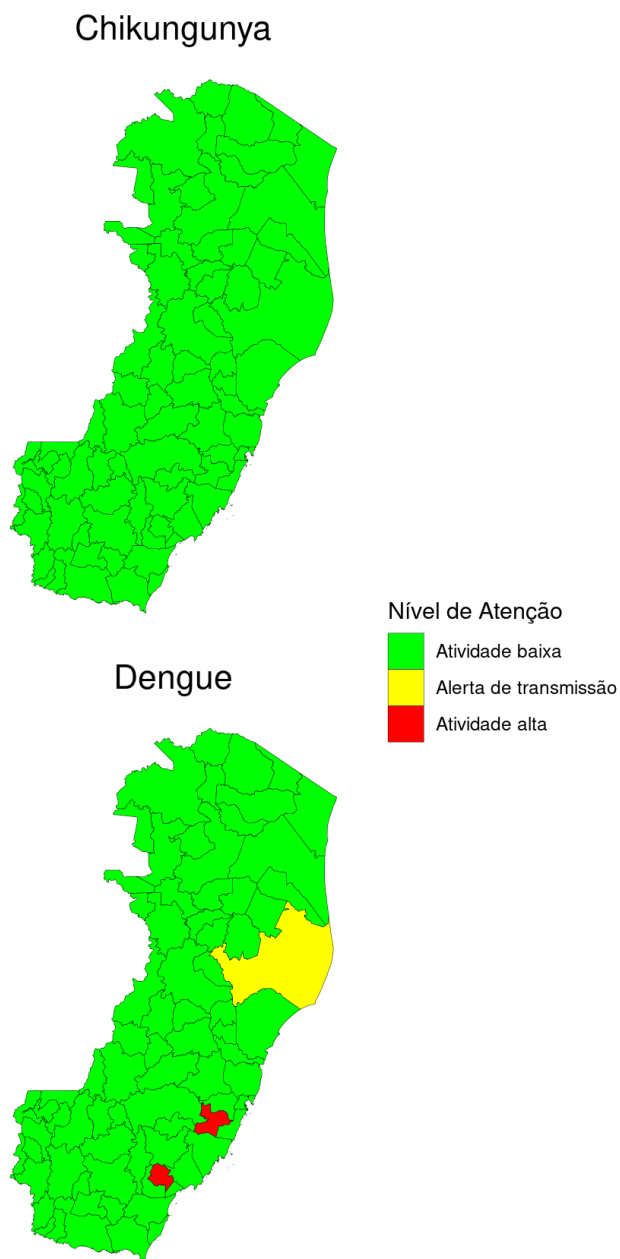 Chikungunya
Nível de Atenção
Atividade baixa
Alerta de transmissão
Atividade alta
Dengue